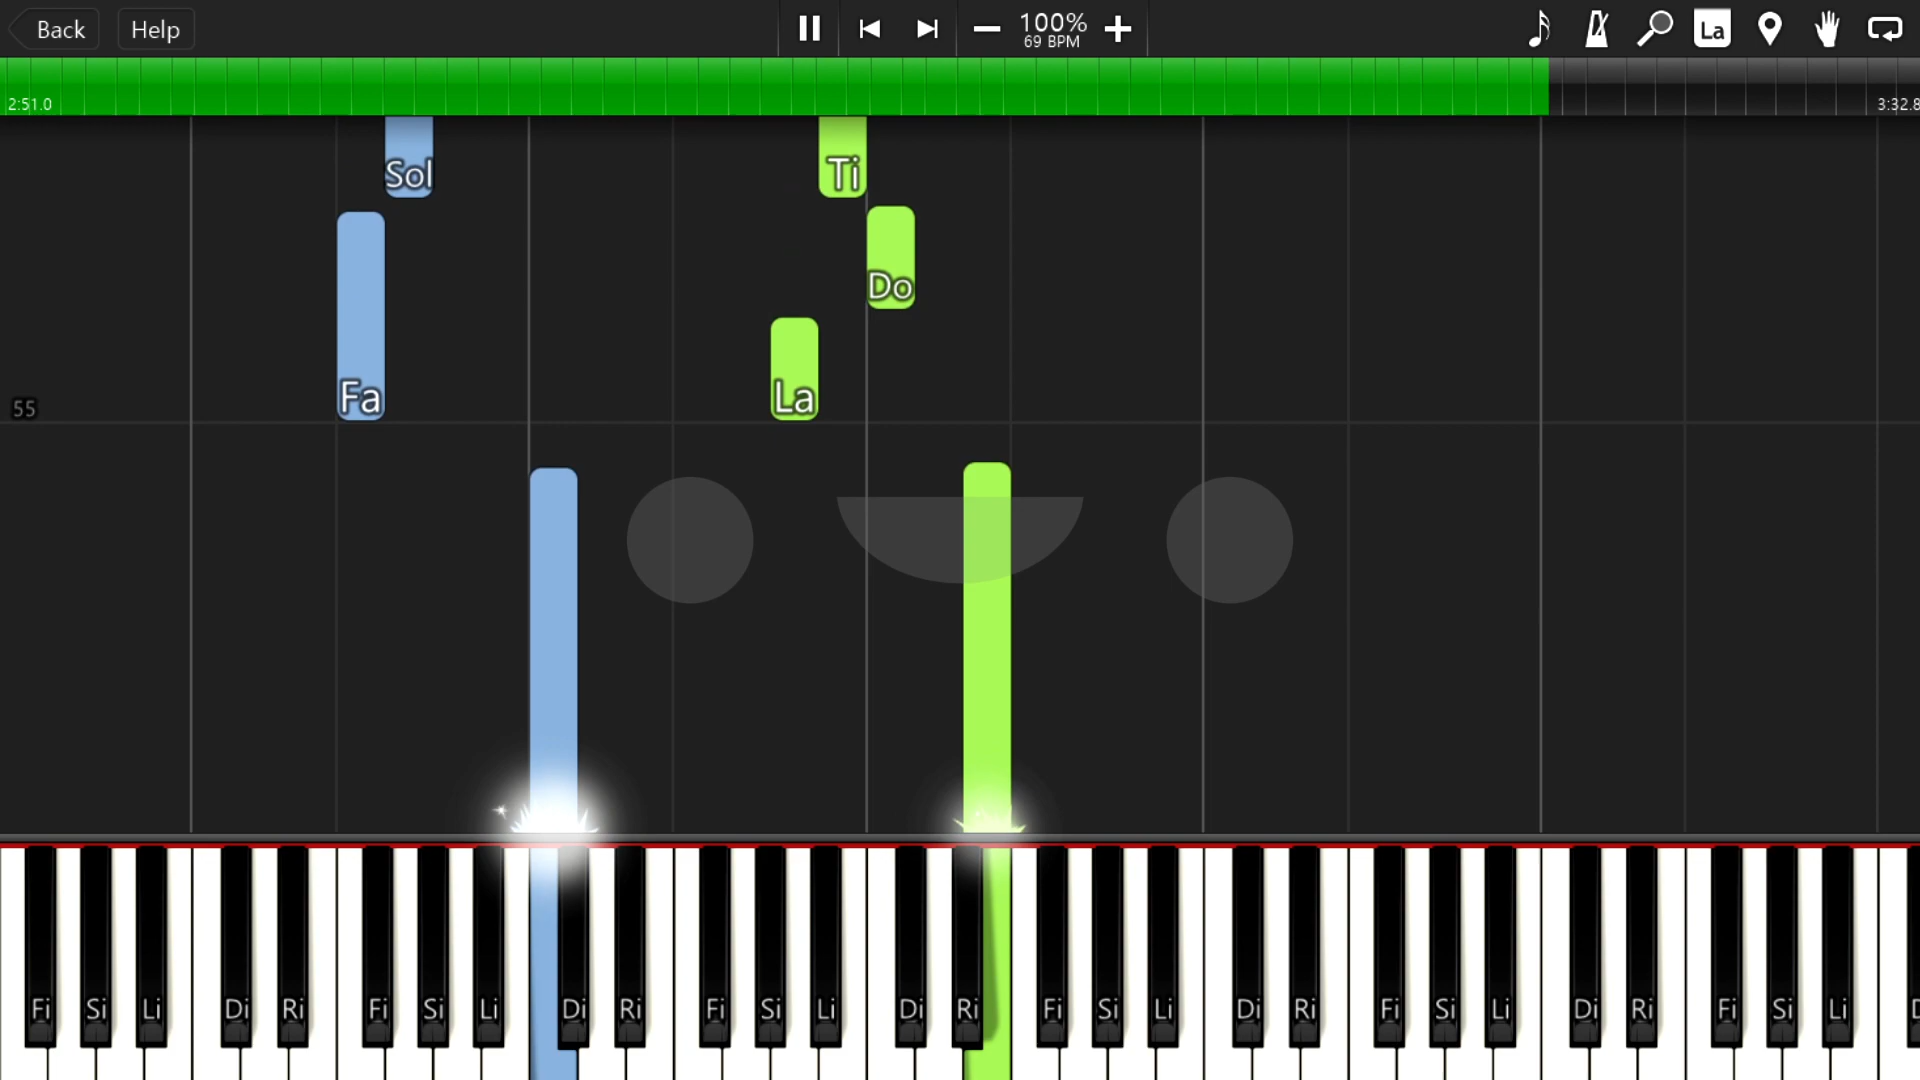 Back Help 100% La
69 BPM
2:51.0 3:32.8
Sol Ti
Do
Fa La
55
Fi Si Li Di Ri Fi Si Li Di Ri Fi Si Li Di Ri Fi Si Li Di Ri Fi Si Li Di Ri Fi Si Li